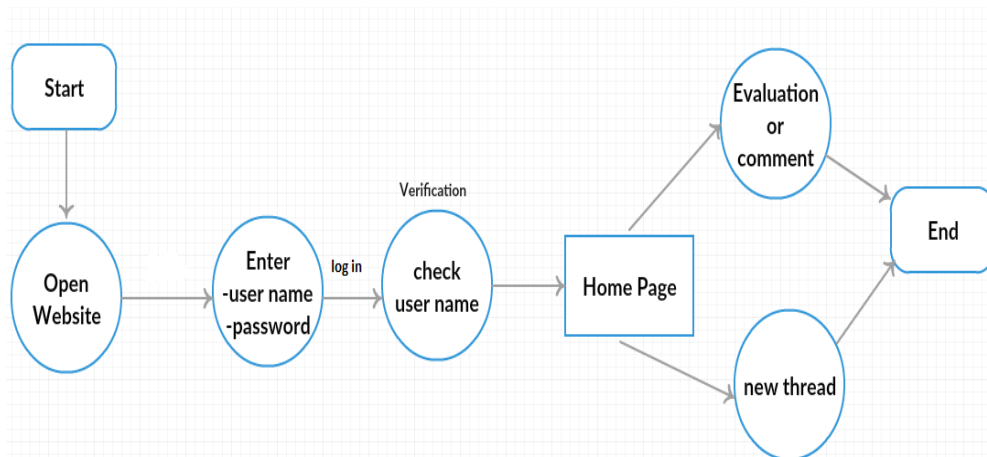 Start
Open
Website
Enter
-user name
-password
log in
Verification
check
user name
Home Page
Evaluation
or
comment
new thread
End